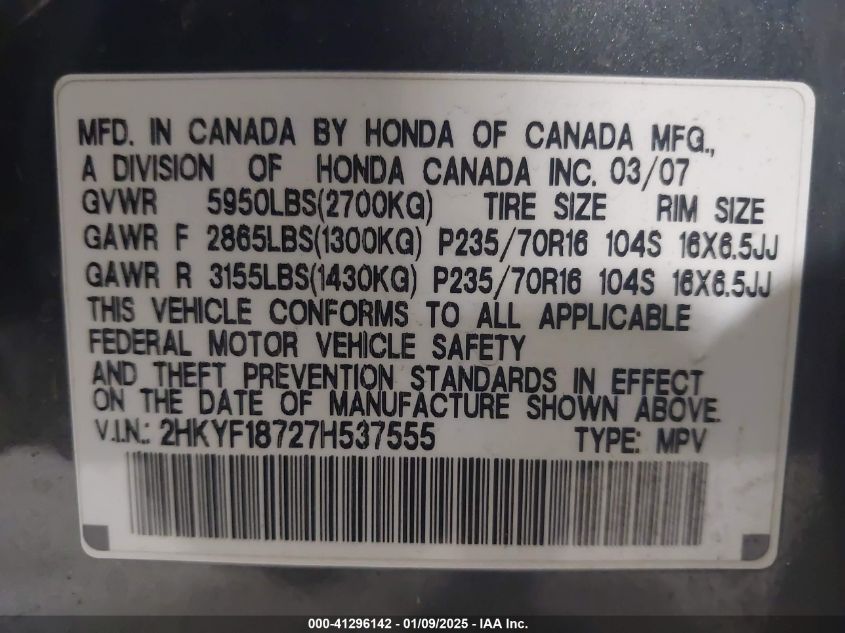 MFD. IN CANADA BY HONDA OF CANADA MFG.,
A DIVISION OF HONDA CANADA INC. 03/07
GVWR 5950LBS(2700KG) TIRE SIZE RIM SIZE
GAWR F 2865LBS(1300KG) P235/70R16 104S 16X6.5JJ
GAWR R 3155LBS(1430KG) P235/70R16 104S 16X6.5JJ
THIS VEHICLE CONFORMS TO ALL APPLICABLE
FEDERAL MOTOR VEHICLE SAFETY
AND THEFT PREVENTION STANDARDS IN EFFECT
ON THE DATE OF MANUFACTURE SHOWN ABOVE.
V.I.N.: 2HKYF18727H537555 TYPE: MPV
000-41296142 - 01/09/2025 - IAA Inc.